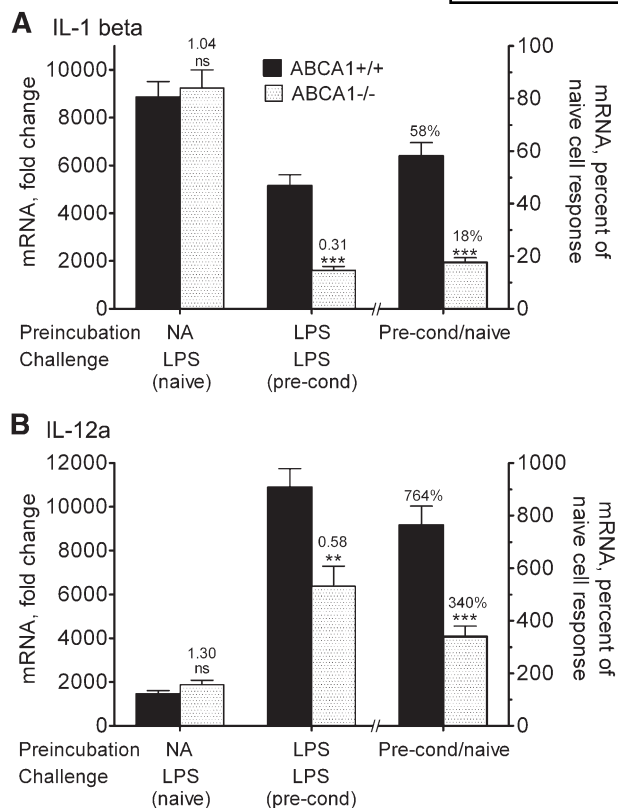 A IL-1 beta
mRNA, fold change
10000
8000
6000
4000
2000
0
1.04
ns
ABCA1+/+
ABCA1-/-
0.31
***
58%
18%
***
100
80
60
40
20
0
mRNA, percent of
naive cell response
Preincubation NA LPS Pre-cond/naive
Challenge LPS LPS
(naive) (pre-cond)
B IL-12a
mRNA, fold change
12000
10000
8000
6000
4000
2000
0
1.30
ns
0.58
**
764%
340%
***
1000
800
600
400
200
0
mRNA, percent of
naive cell response
Preincubation NA LPS Pre-cond/naive
Challenge LPS LPS
(naive) (pre-cond)